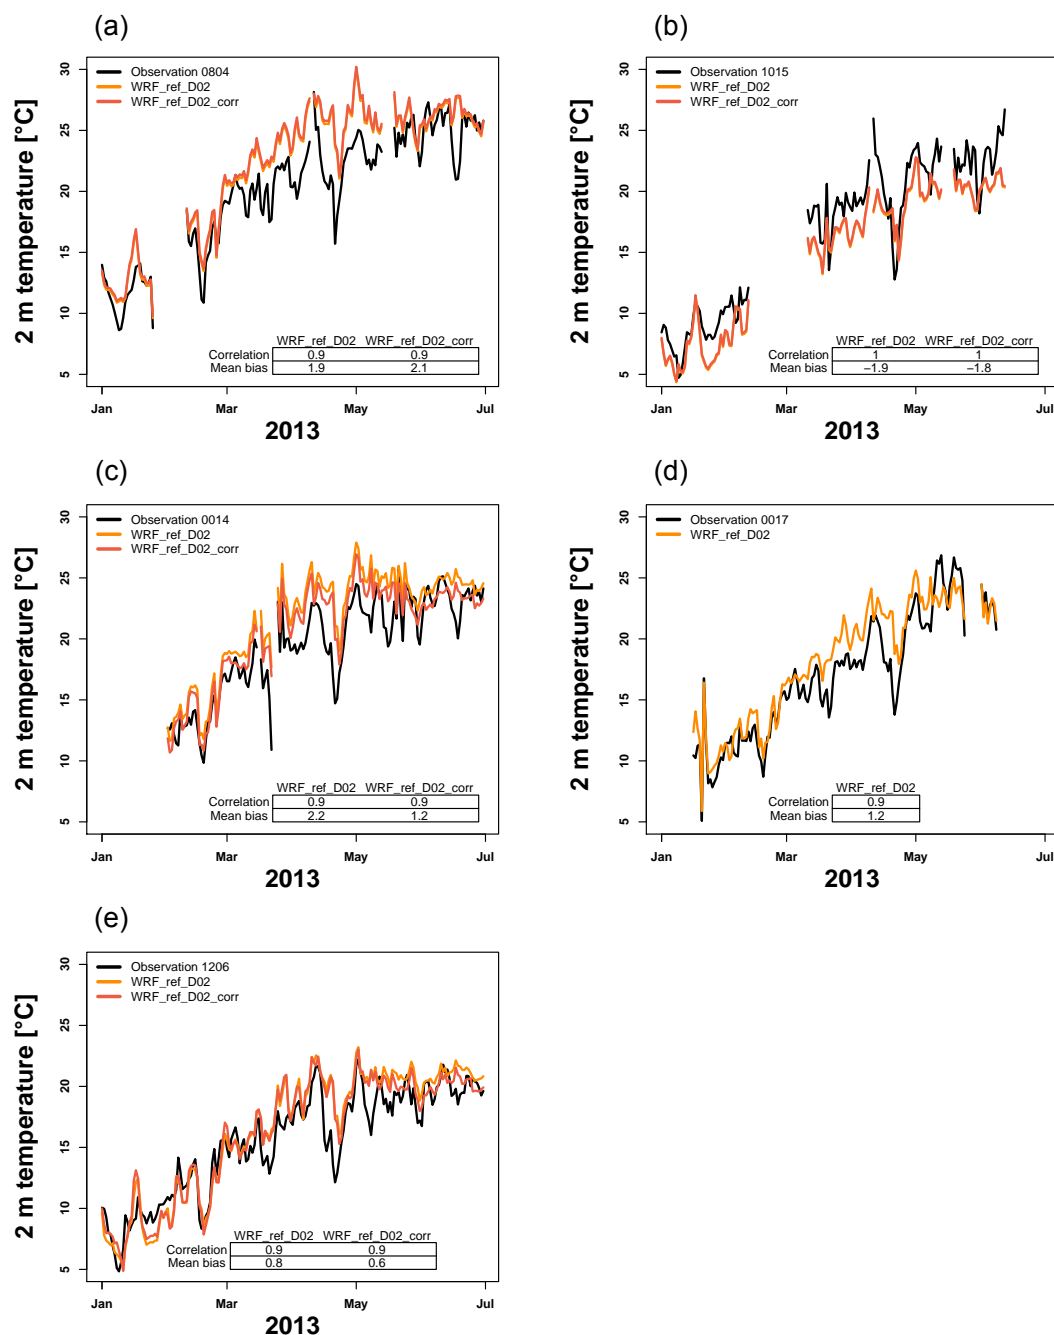 (a)
30
25
20
15
10
5
2 m temperature [°C]
Observation 0804
WRF_ref_D02
WRF_ref_D02_corr
WRF_ref_D02 WRF_ref_D02_corr
Correlation 0.9 0.9
Mean bias 1.9 2.1
Jan Mar May Jul
2013
(b)
30
25
20
15
10
5
2 m temperature [°C]
Observation 1015
WRF_ref_D02
WRF_ref_D02_corr
WRF_ref_D02 WRF_ref_D02_corr
Correlation 1 1
Mean bias −1.9 −1.8
Jan Mar May Jul
2013
(c)
30
25
20
15
10
5
2 m temperature [°C]
Observation 0014
WRF_ref_D02
WRF_ref_D02_corr
WRF_ref_D02 WRF_ref_D02_corr
Correlation 0.9 0.9
Mean bias 2.2 1.2
Jan Mar May Jul
2013
(d)
30
25
20
15
10
5
2 m temperature [°C]
Observation 0017
WRF_ref_D02
WRF_ref_D02
Correlation 0.9
Mean bias 1.2
Jan Mar May Jul
2013
(e)
30
25
20
15
10
5
2 m temperature [°C]
Observation 1206
WRF_ref_D02
WRF_ref_D02_corr
WRF_ref_D02 WRF_ref_D02_corr
Correlation 0.9 0.9
Mean bias 0.8 0.6
Jan Mar May Jul
2013